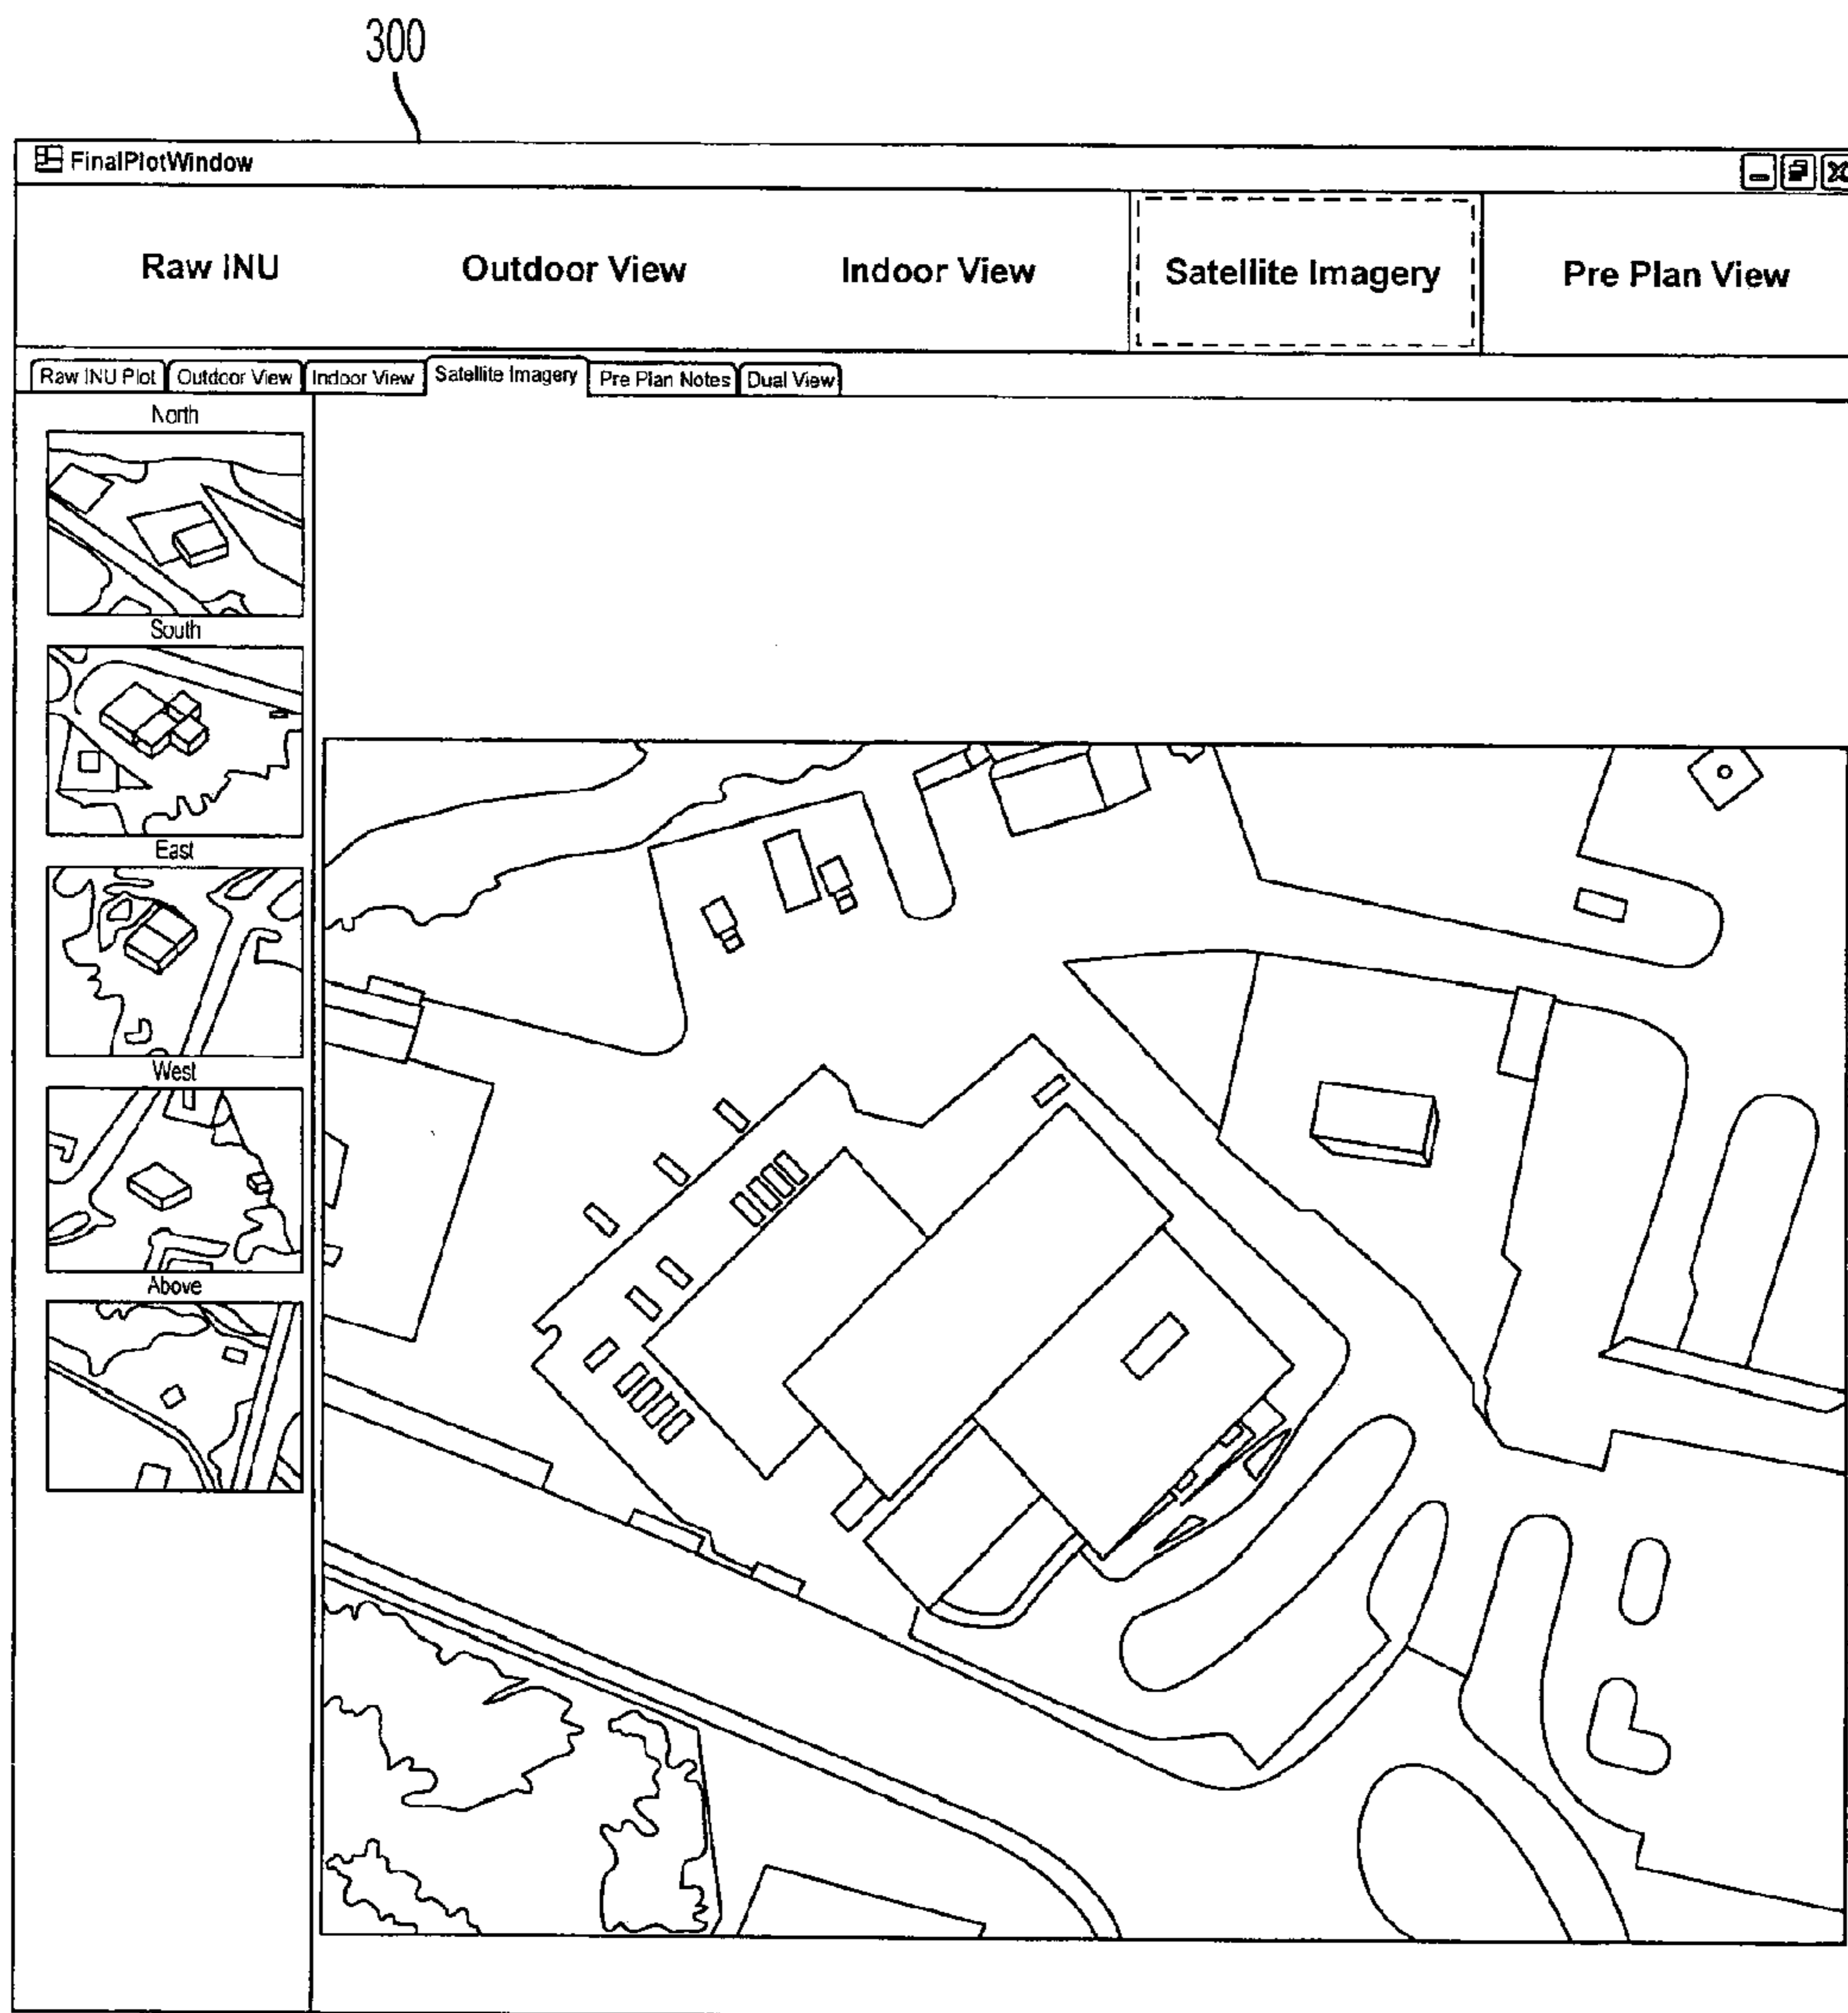 300
FinalPlotWindow
Raw INU Outdoor View Indoor View Satellite Imagery Pre Plan View
Raw INU Plot Outdoor View Indoor View Satellite Imagery Pre Plan Notes Dual View
North
South
East
West
Above